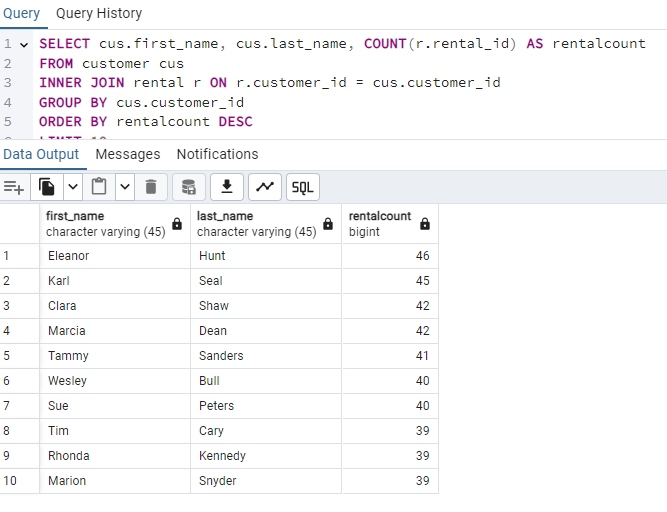 Query Query History
1 SELECT cus.first_name, cus.last_name, COUNT(r.rental_id) AS rentalcount
2 FROM customer cus
3 INNER JOIN rental r ON r.customer_id = cus.customer_id
4 GROUP BY cus.customer_id
5 ORDER BY rentalcount DESC
Data Output Messages Notifications
SQL
first_name last_name rentalcount
character varying (45) character varying (45) bigint
1 Eleanor Hunt 46
2 Karl Seal 45
3 Clara Shaw 42
4 Marcia Dean 42
5 Tammy Sanders 41
6 Wesley Bull 40
7 Sue Peters 40
8 Tim Cary 39
9 Rhonda Kennedy 39
10 Marion Snyder 39